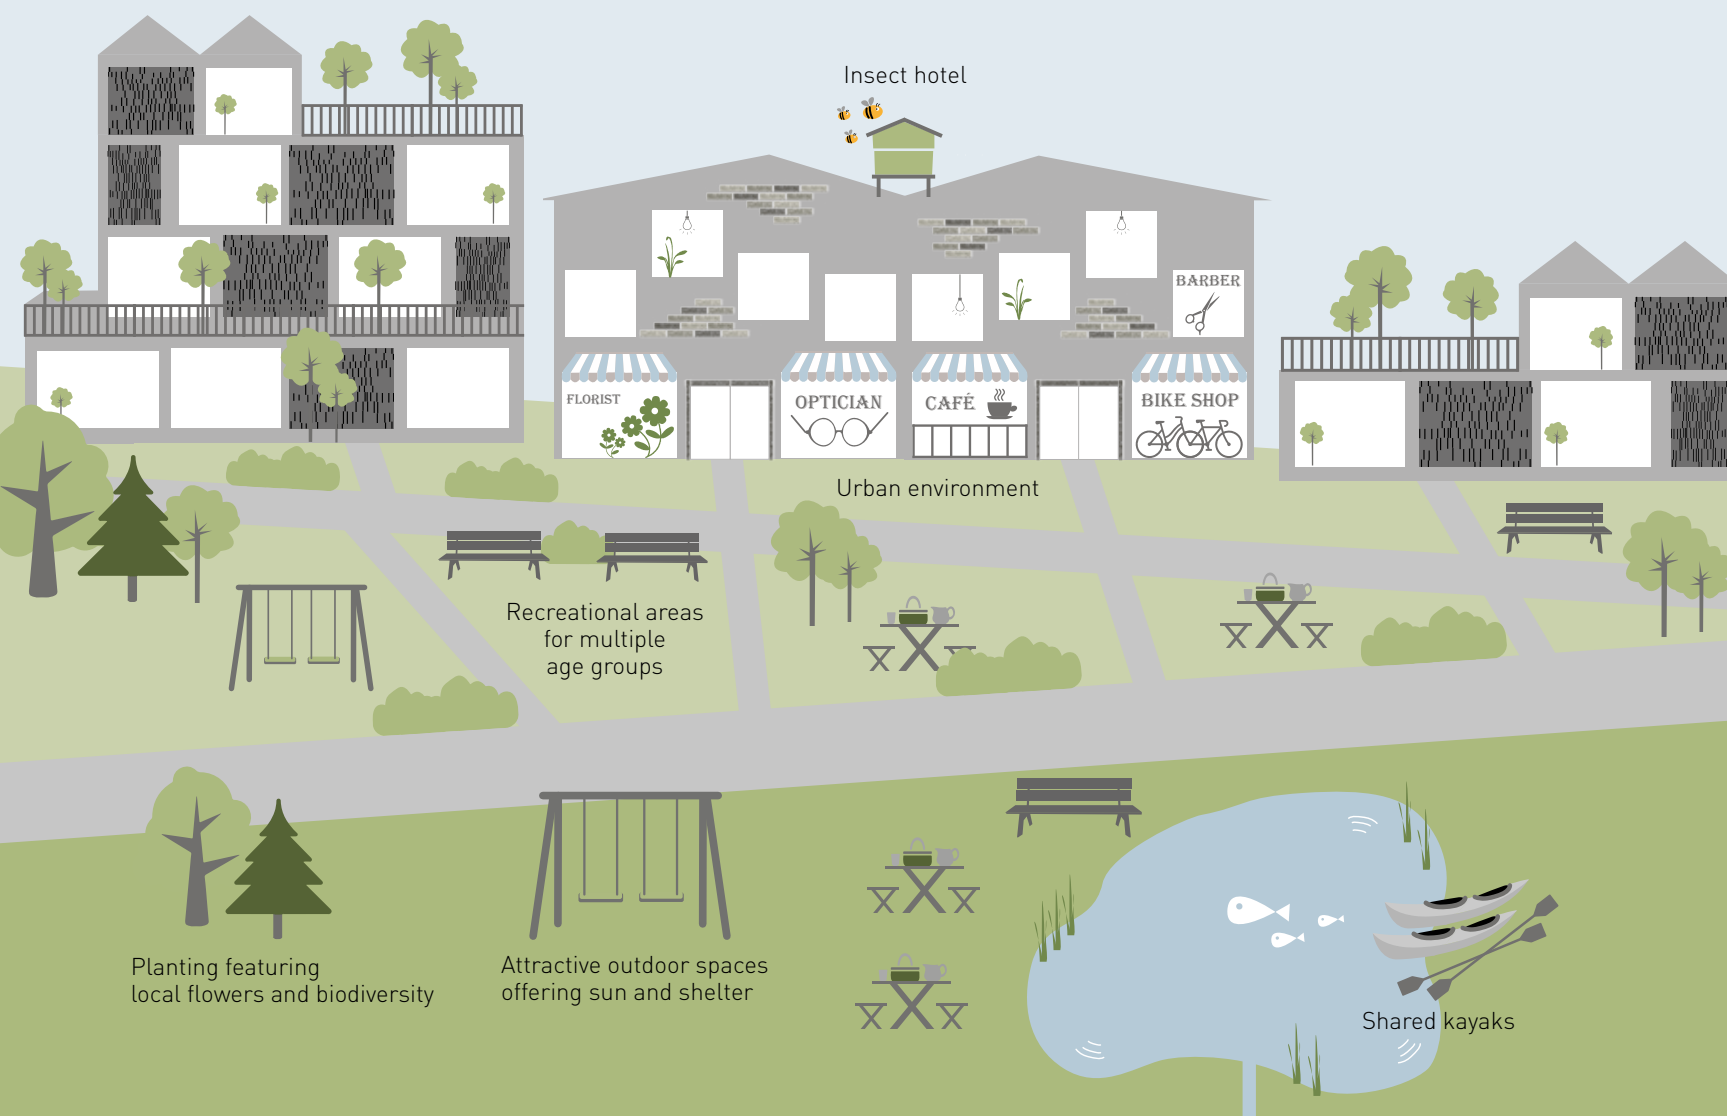 Insect hotel
BARBER
FLORIST
OPTICIAN
CAFÉ
BIKE SHOP
Urban environment
Recreational areas
for multiple
age groups
Planting featuring
local flowers and biodiversity
Attractive outdoor spaces
offering sun and shelter
Shared kayaks